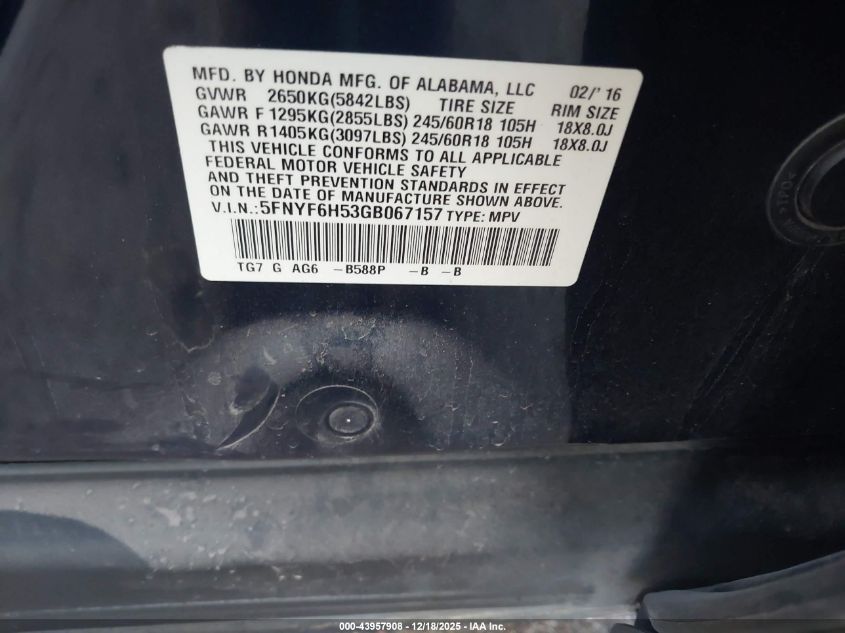 MFD. BY HONDA MFG. OF ALABAMA, LLC 02/' 16
GVWR 2650KG(5842LBS) TIRE SIZE RIM SIZE
GAWR F 1295KG(2855LBS) 245/60R18 105H 18X8.0J
GAWR R1405KG(3097LBS) 245/60R18 105H 18X8.0J
THIS VEHICLE CONFORMS TO ALL APPLICABLE
FEDERAL MOTOR VEHICLE SAFETY
AND THEFT PREVENTION STANDARDS IN EFFECT
ON THE DATE OF MANUFACTURE SHOWN ABOVE.
V.I.N.:5FNYF6H53GB067157 TYPE: MPV
TG7 G AG6 -B588P -B -B
000-43957908 - 12/18/2025 - IAA Inc.